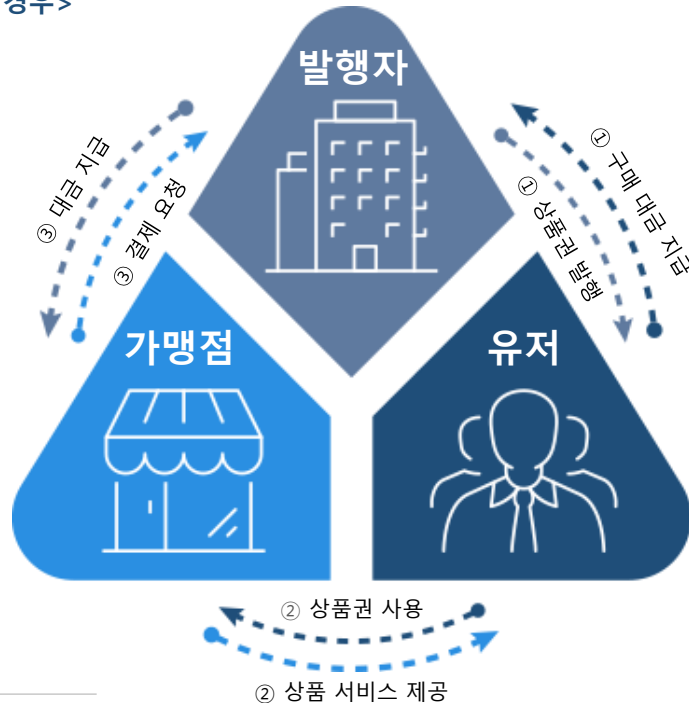 경우>
발행자
③ 대금 지급
③ 결제 요청
① 구매 대금 지급
① 상품권 발행
가맹점
유저
② 상품권 사용
② 상품 서비스 제공